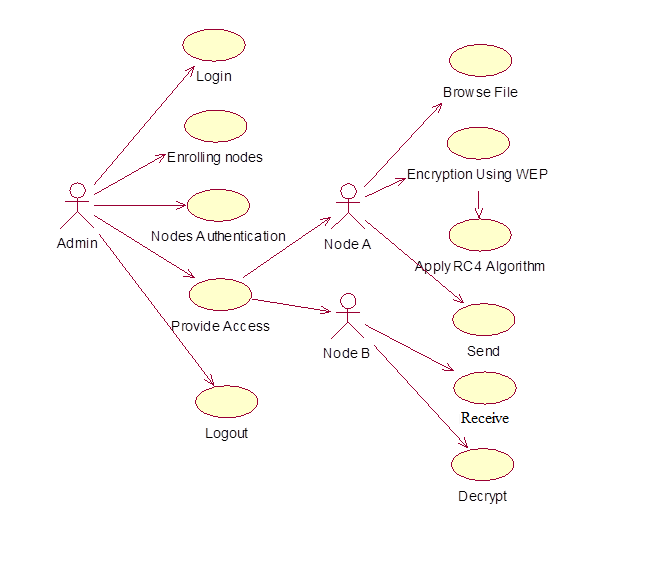 Login
Browse File
Enrolling nodes
Encryption Using WEP
Admin
Nodes Authentication
Node A
Apply RC4 Algorithm
Provide Access
Node B
Send
Receive
Logout
Decrypt